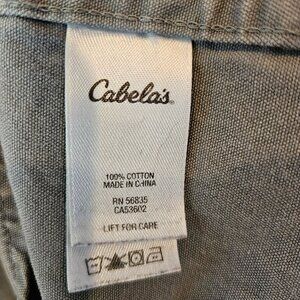 Cabela's
100% COTTON
MADE IN CHINA
RN 56835
CA53602
LIFT FOR CARE